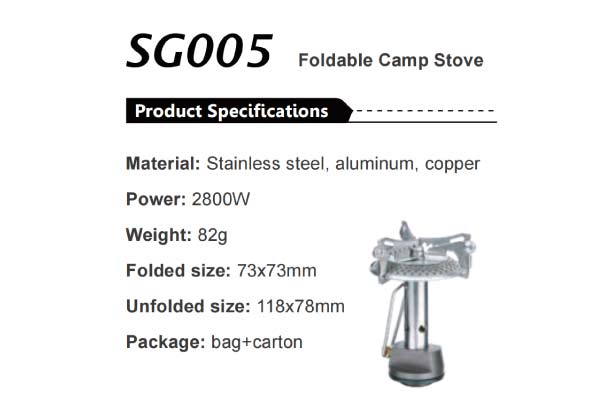 SG005 Foldable Camp Stove
Product Specifications
Material: Stainless steel, aluminum, copper
Power: 2800W
Weight: 82g
Folded size: 73x73mm
Unfolded size: 118x78mm
Package: bag+carton